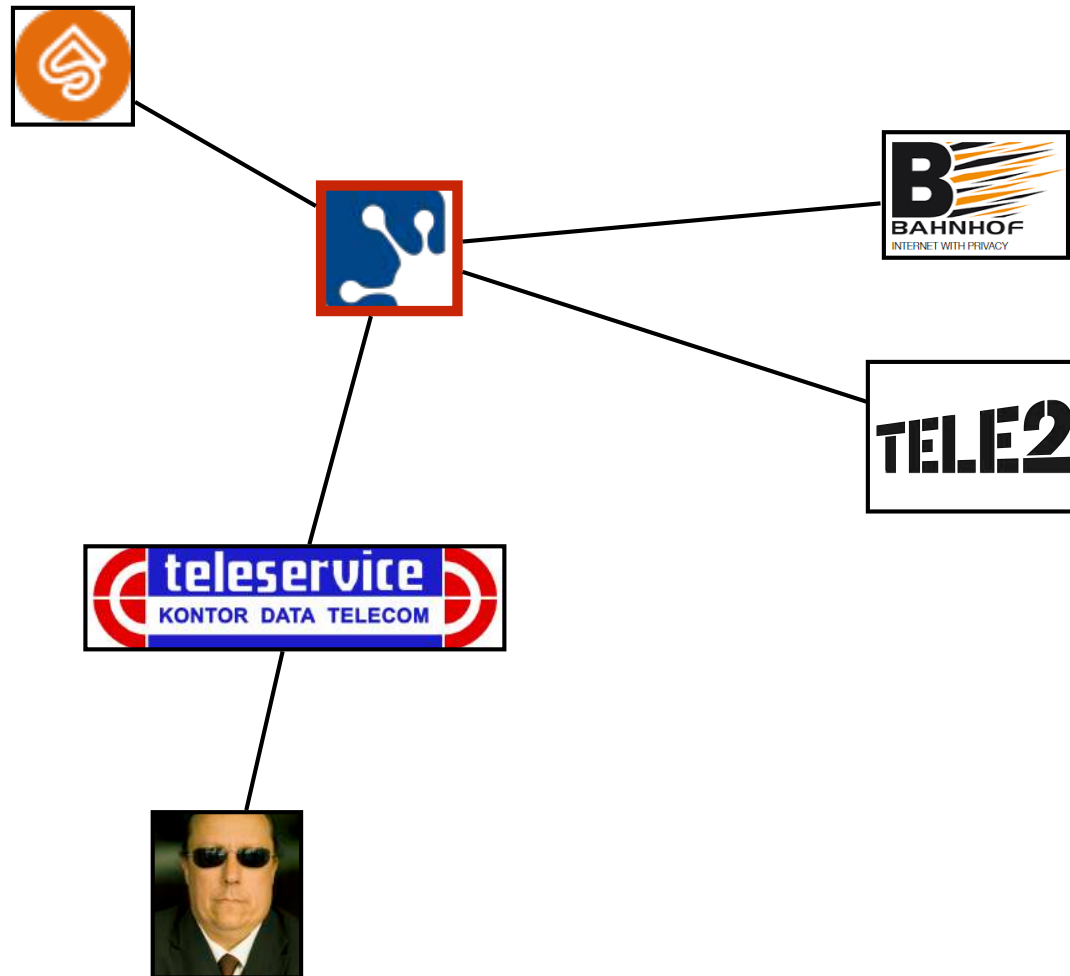 B
BAHNHOF
INTERNET WITH PRIVACY
TELE2
teleservice
KONTOR DATA TELECOM